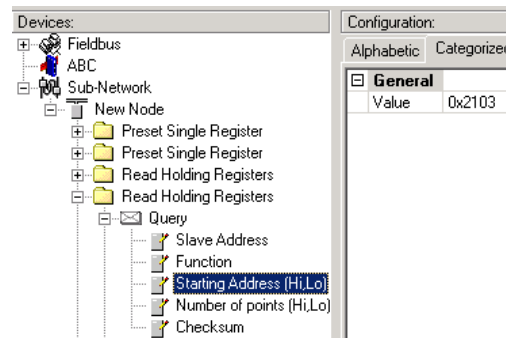 Devices:
Fieldbus
ABC
Sub-Network
New Node
Preset Single Register
Preset Single Register
Read Holding Registers
Read Holding Registers
Query
Slave Address
Function
Starting Address (Hi,Lo)
Number of points (Hi,Lo)
Checksum
Configuration:
Alphabetic Categorized
General
Value 0x2103